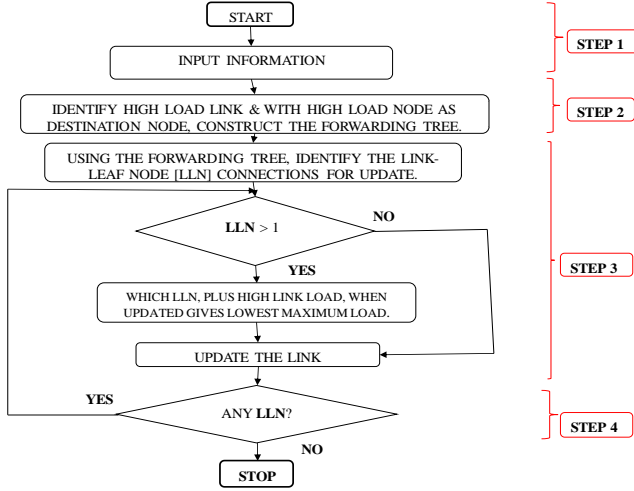 START
STEP 1
INPUT INFORMATION
IDENTIFY HIGH LOAD LINK & WITH HIGH LOAD NODE AS
DESTINATION NODE, CONSTRUCT THE FORWARDING TREE.
STEP 2
USING THE FORWARDING TREE, IDENTIFY THE LINK-
LEAF NODE [LLN] CONNECTIONS FOR UPDATE.
LLN > 1
NO
YES
STEP 3
WHICH LLN, PLUS HIGH LINK LOAD, WHEN
UPDATED GIVES LOWEST MAXIMUM LOAD.
UPDATE THE LINK
YES
ANY LLN?
STEP 4
NO
STOP